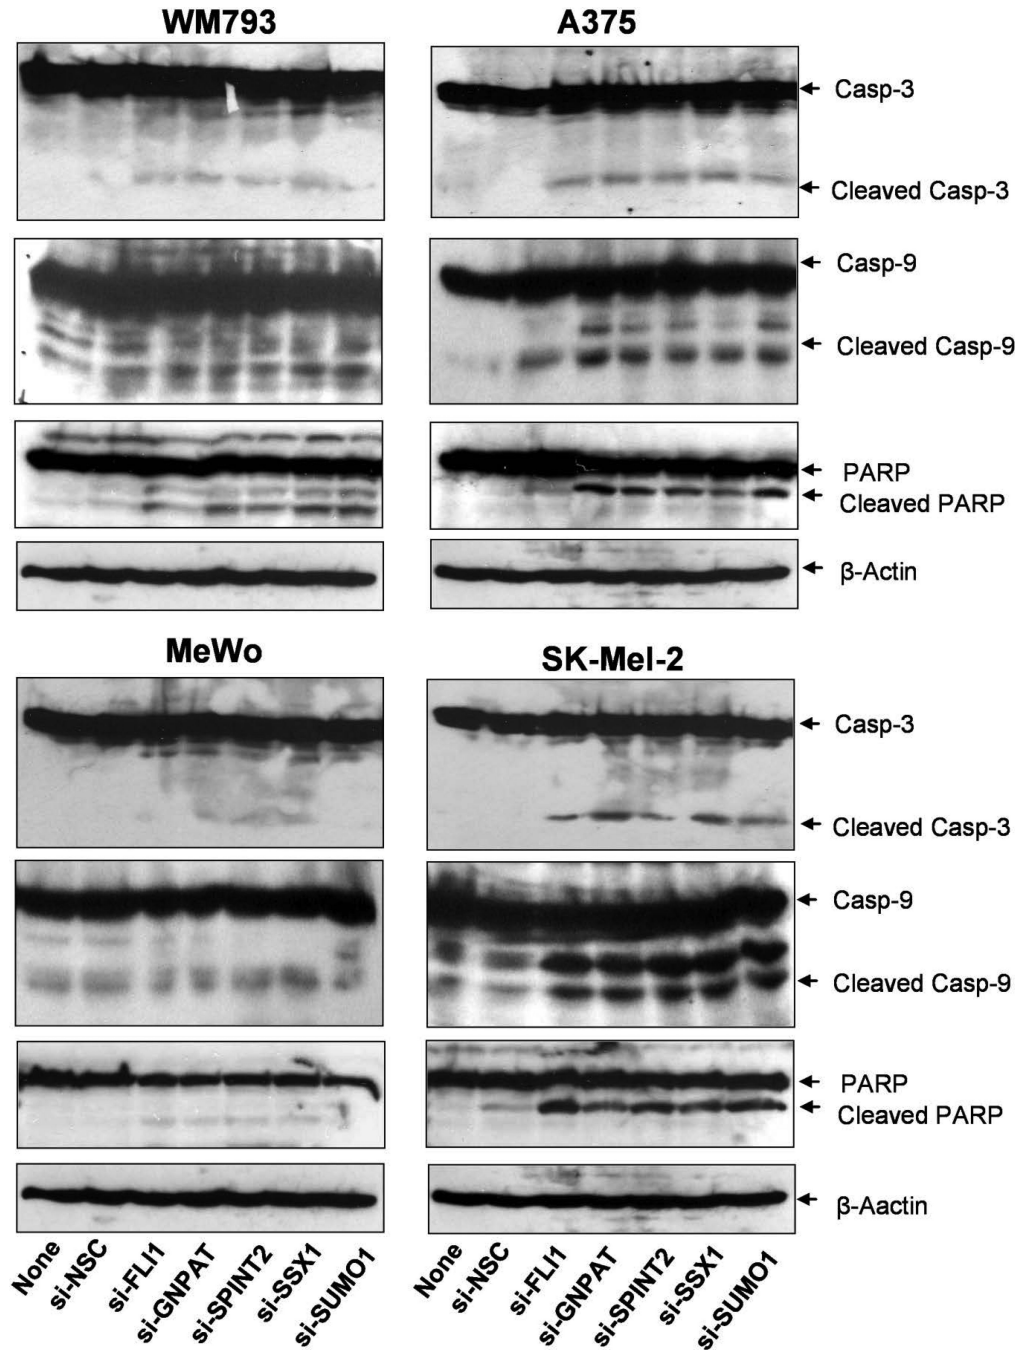 WM793
A375
Casp-3
Cleaved Casp-3
Casp-9
Cleaved Casp-9
PARP
Cleaved PARP
β-Actin
MeWo
SK-Mel-2
Casp-3
Cleaved Casp-3
Casp-9
Cleaved Casp-9
PARP
Cleaved PARP
β-Aactin
None
si-NSC
si-FLI1
si-GNPAT
si-SPINT2
si-SSX1
si-SUMO1
None
si-NSC
si-FLI1
si-GNPAT
si-SPINT2
si-SSX1
si-SUMO1